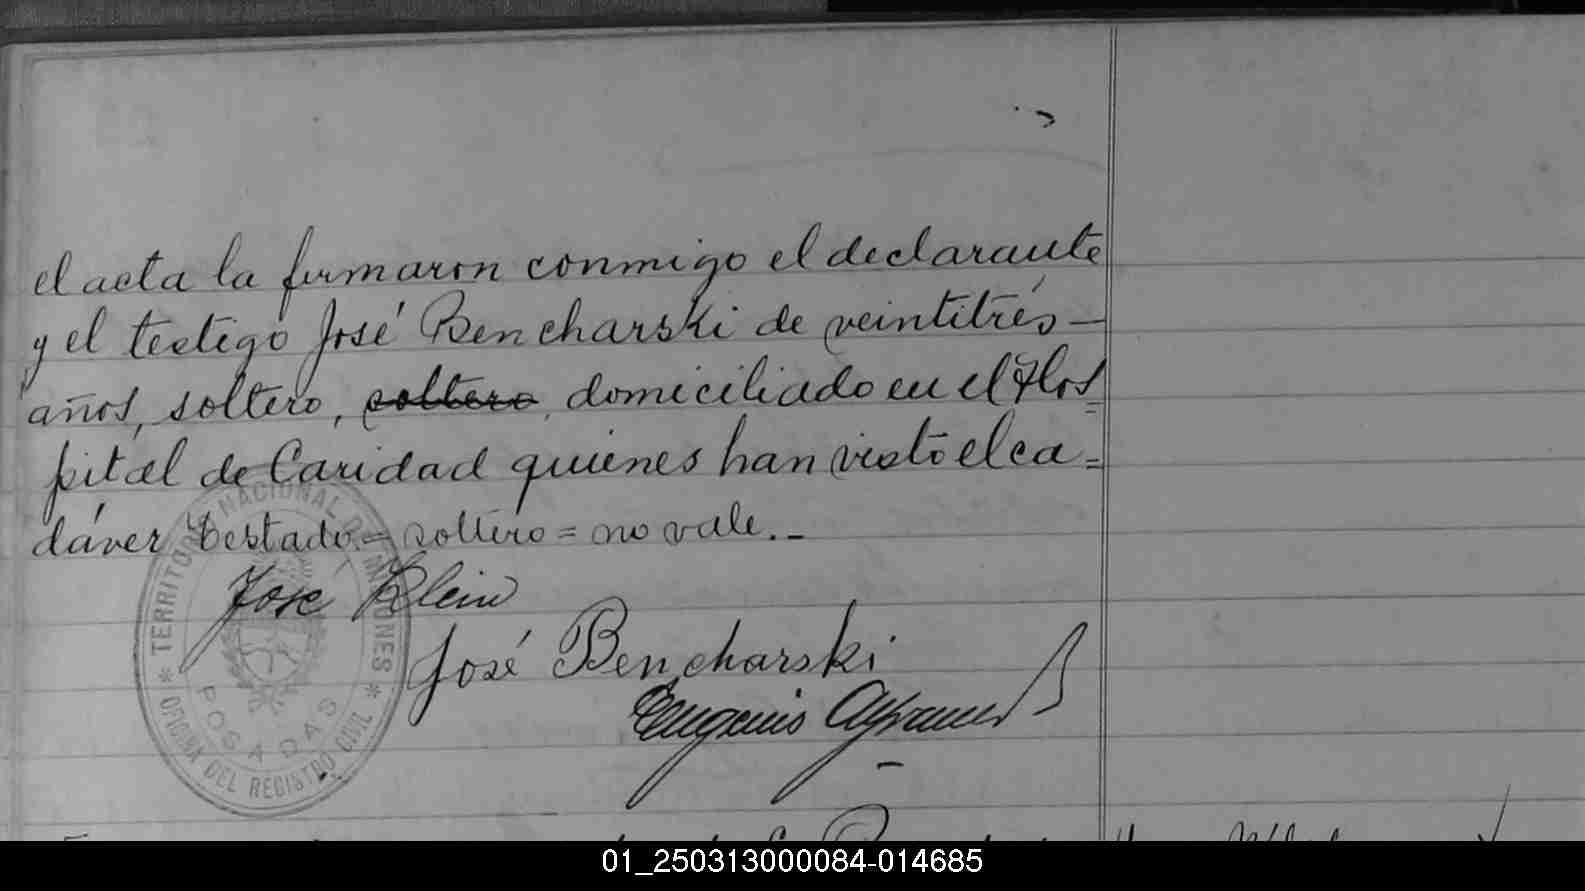 el acta la firmaron conmigo el declarante
y el testigo José Bencharski de veintitrés—
años, soltero, soltero, domiciliado en el Hos=
pital de Caridad quienes han visto el ca=
dáver testado = soltero = no vale.-
José Klein
José Bencharski
Eugenio
TERRITORIO NACIONAL DE MISIONES
POSADAS
* OFICINA DEL REGISTRO CIVIL *
01_250313000084-014685